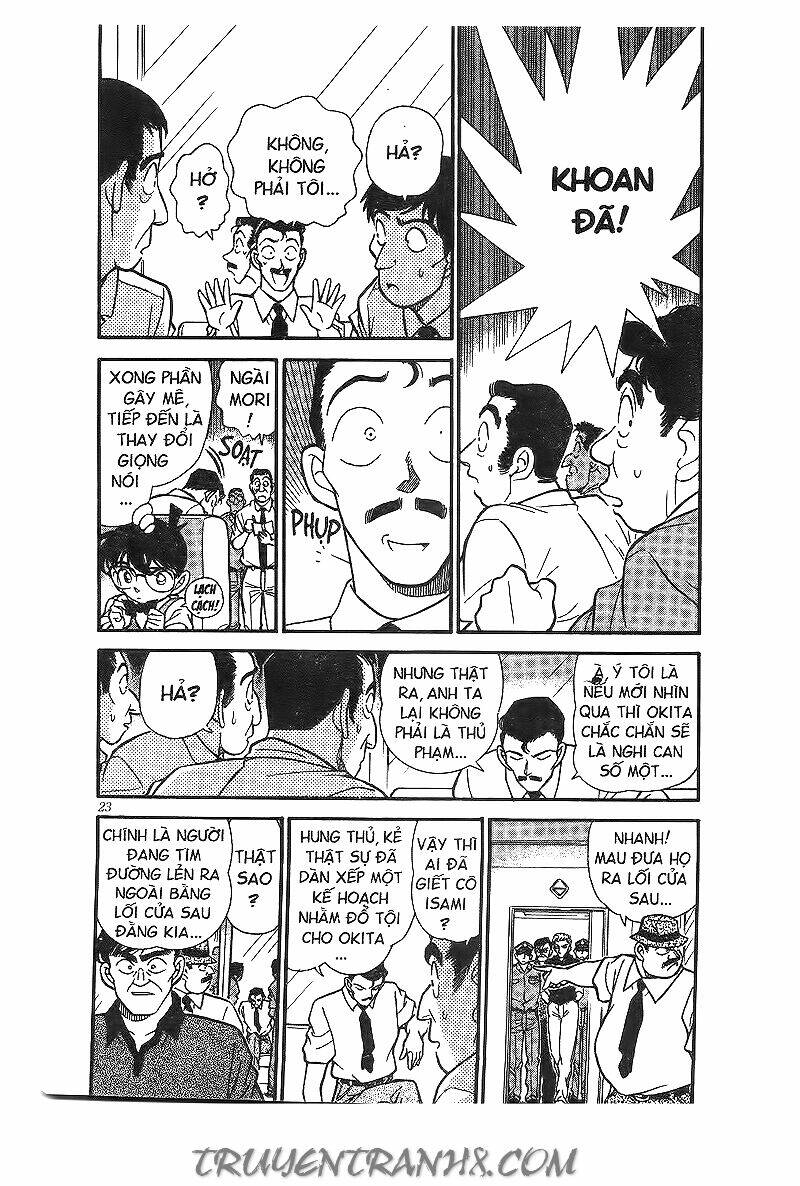 KHOAN
ĐÃ!
HẢ?
KHÔNG,
KHÔNG
PHẢI TÔI...
HỞ
?
PHỤP
NGÀI
MORI
!
SOẠT
XONG PHẦN
GÂY MÊ,
TIẾP ĐẾN LÀ
THAY ĐỔI
GIỌNG
NÓI
...
LẠCH
CẠCH!
À Ý TÔI LÀ
NẾU MỚI NHÌN
QUA THÌ OKITA
CHẮC CHẮN SẼ
LÀ NGHI CAN
SỐ MỘT...
NHƯNG THẬT
RA, ANH TA
LẠI KHÔNG
PHẢI LÀ THỦ
PHẠM...
HẢ?
23
NHANH!
MAU ĐƯA HỌ
RA LỐI CỬA
SAU...
VẬY THÌ
AI ĐÃ
GIẾT CÔ
ISAMI
?
HUNG THỦ, KẺ
THẬT SỰ ĐÃ
DÀN XẾP MỘT
KẾ HOẠCH
NHẰM ĐỔ TỘI
CHO OKITA
...
THẬT
SAO
?
CHÍNH LÀ NGƯỜI
ĐANG TÌM
ĐƯỜNG LẺN RA
NGOÀI BẰNG
LỐI CỬA SAU
ĐẰNG KIA...
TRUYENTRANH8.COM